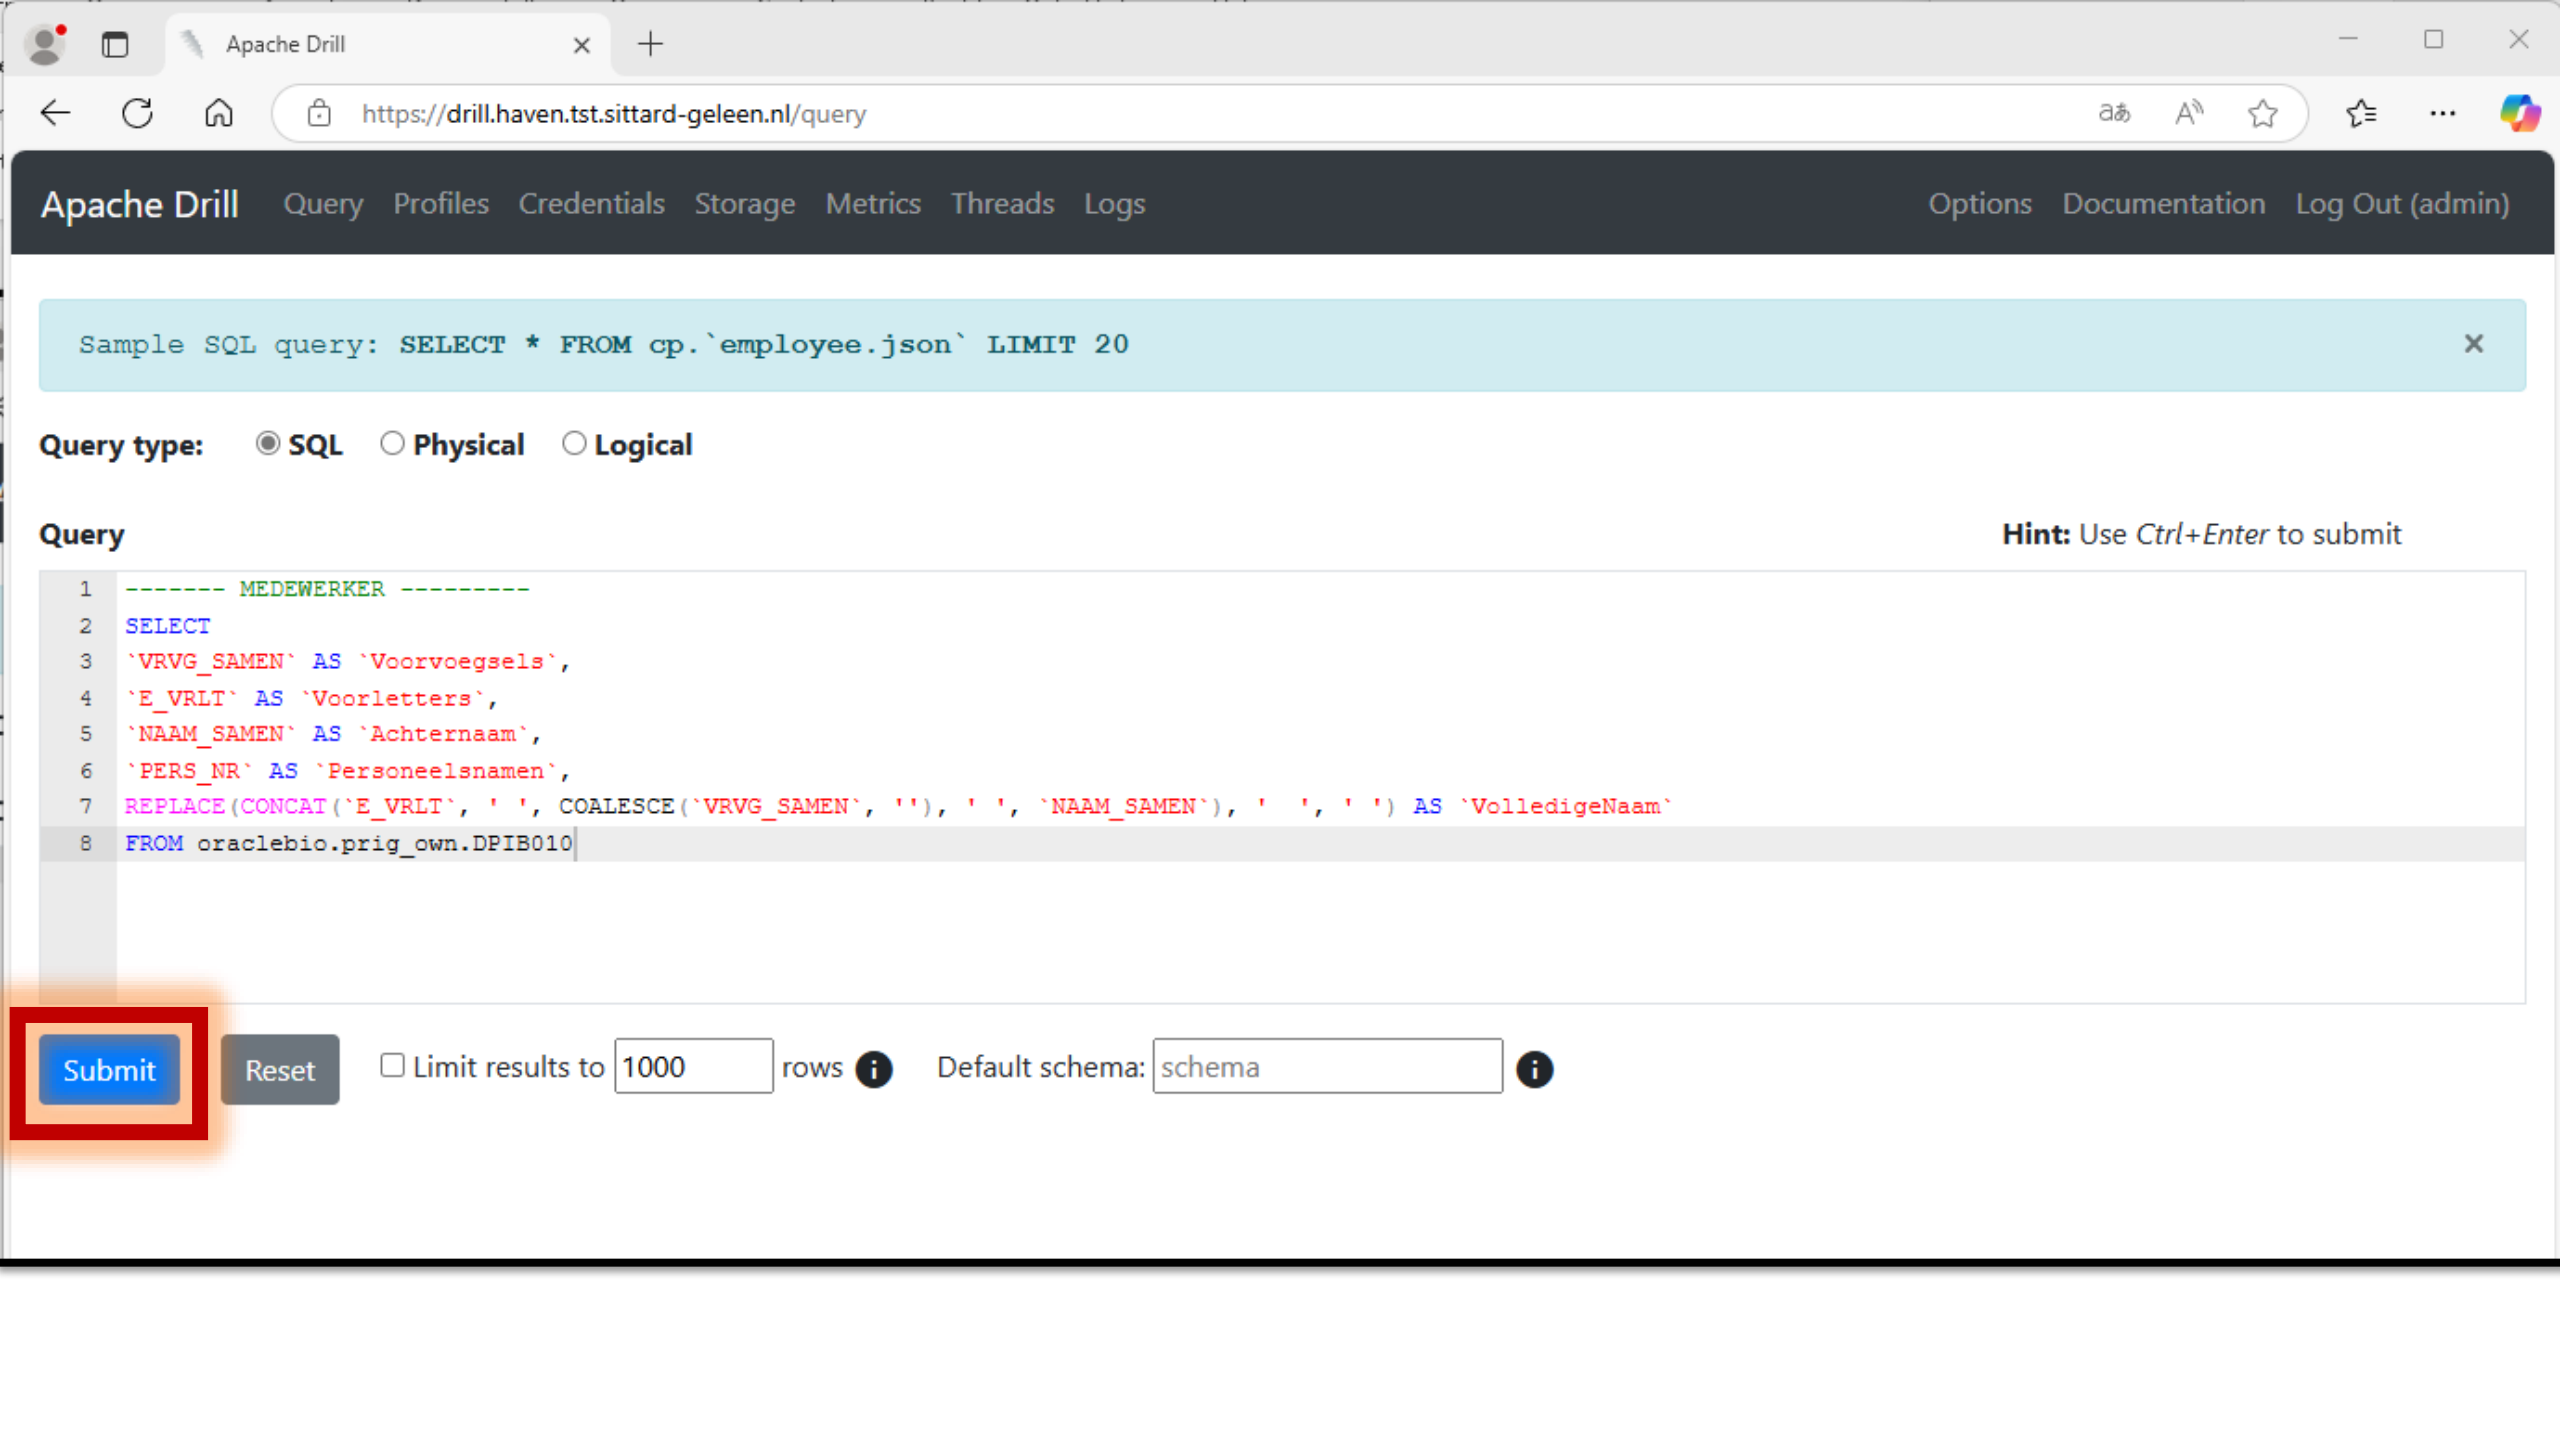 Apache Drill
https://drill.haven.tst.sittard-geleen.nl/query
Apache Drill Query Profiles Credentials Storage Metrics Threads Logs Options Documentation Log Out (admin)
Sample SQL query: SELECT * FROM cp.`employee.json` LIMIT 20
Query type: SQL Physical Logical
Query Hint: Use Ctrl+Enter to submit
1 ------- MEDEWERKER ---------
2 SELECT
3 `VRVG_SAMEN` AS `Voorvoegsels`,
4 `E_VRLT` AS `Voorletters`,
5 `NAAM_SAMEN` AS `Achternaam`,
6 `PERS_NR` AS `Personeelsnamen`,
7 REPLACE(CONCAT(`E_VRLT`, ' ', COALESCE(`VRVG_SAMEN`, ''), ' ', `NAAM_SAMEN`), '  ', ' ') AS `VolledigeNaam`
8 FROM oraclebio.prig_own.DPIB010
Submit Reset Limit results to 1000 rows Default schema: schema